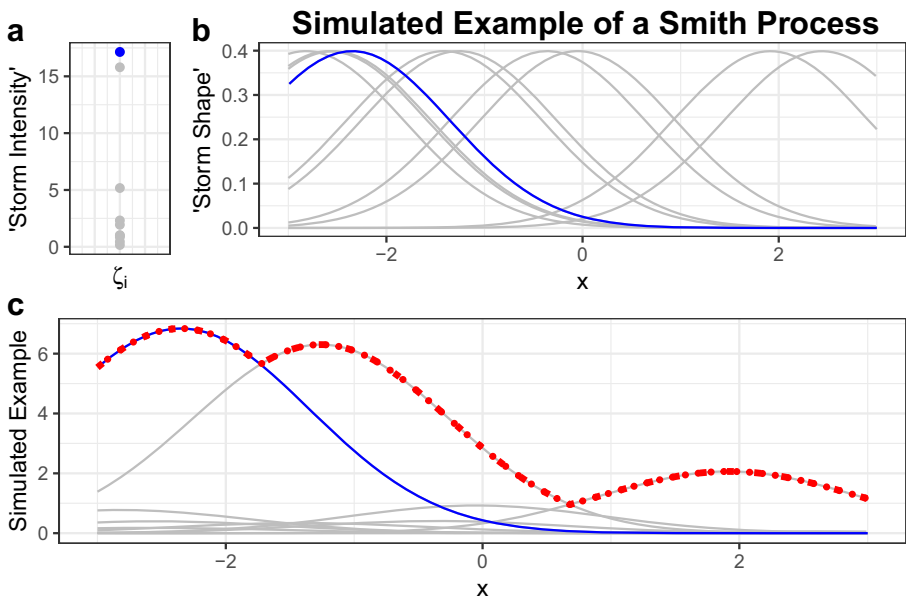 Simulated Example of a Smith Process
a
'Storm Intensity'
15
10
5
0
ζi
b
'Storm Shape'
0.4
0.3
0.2
0.1
0.0
−2
0
2
x
c
Simulated Example
6
4
2
0
−2
0
2
x